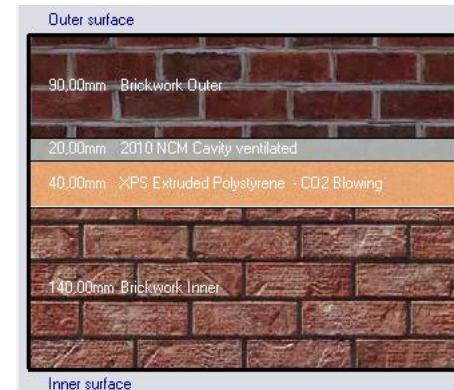 Outer surface
90,00mm Brickwork Outer
20,00mm 2010 NCM Cavity ventilated
40,00mm XPS Extruded Polystyrene - CO2 Blowing
140,00mm Brickwork Inner
Inner surface